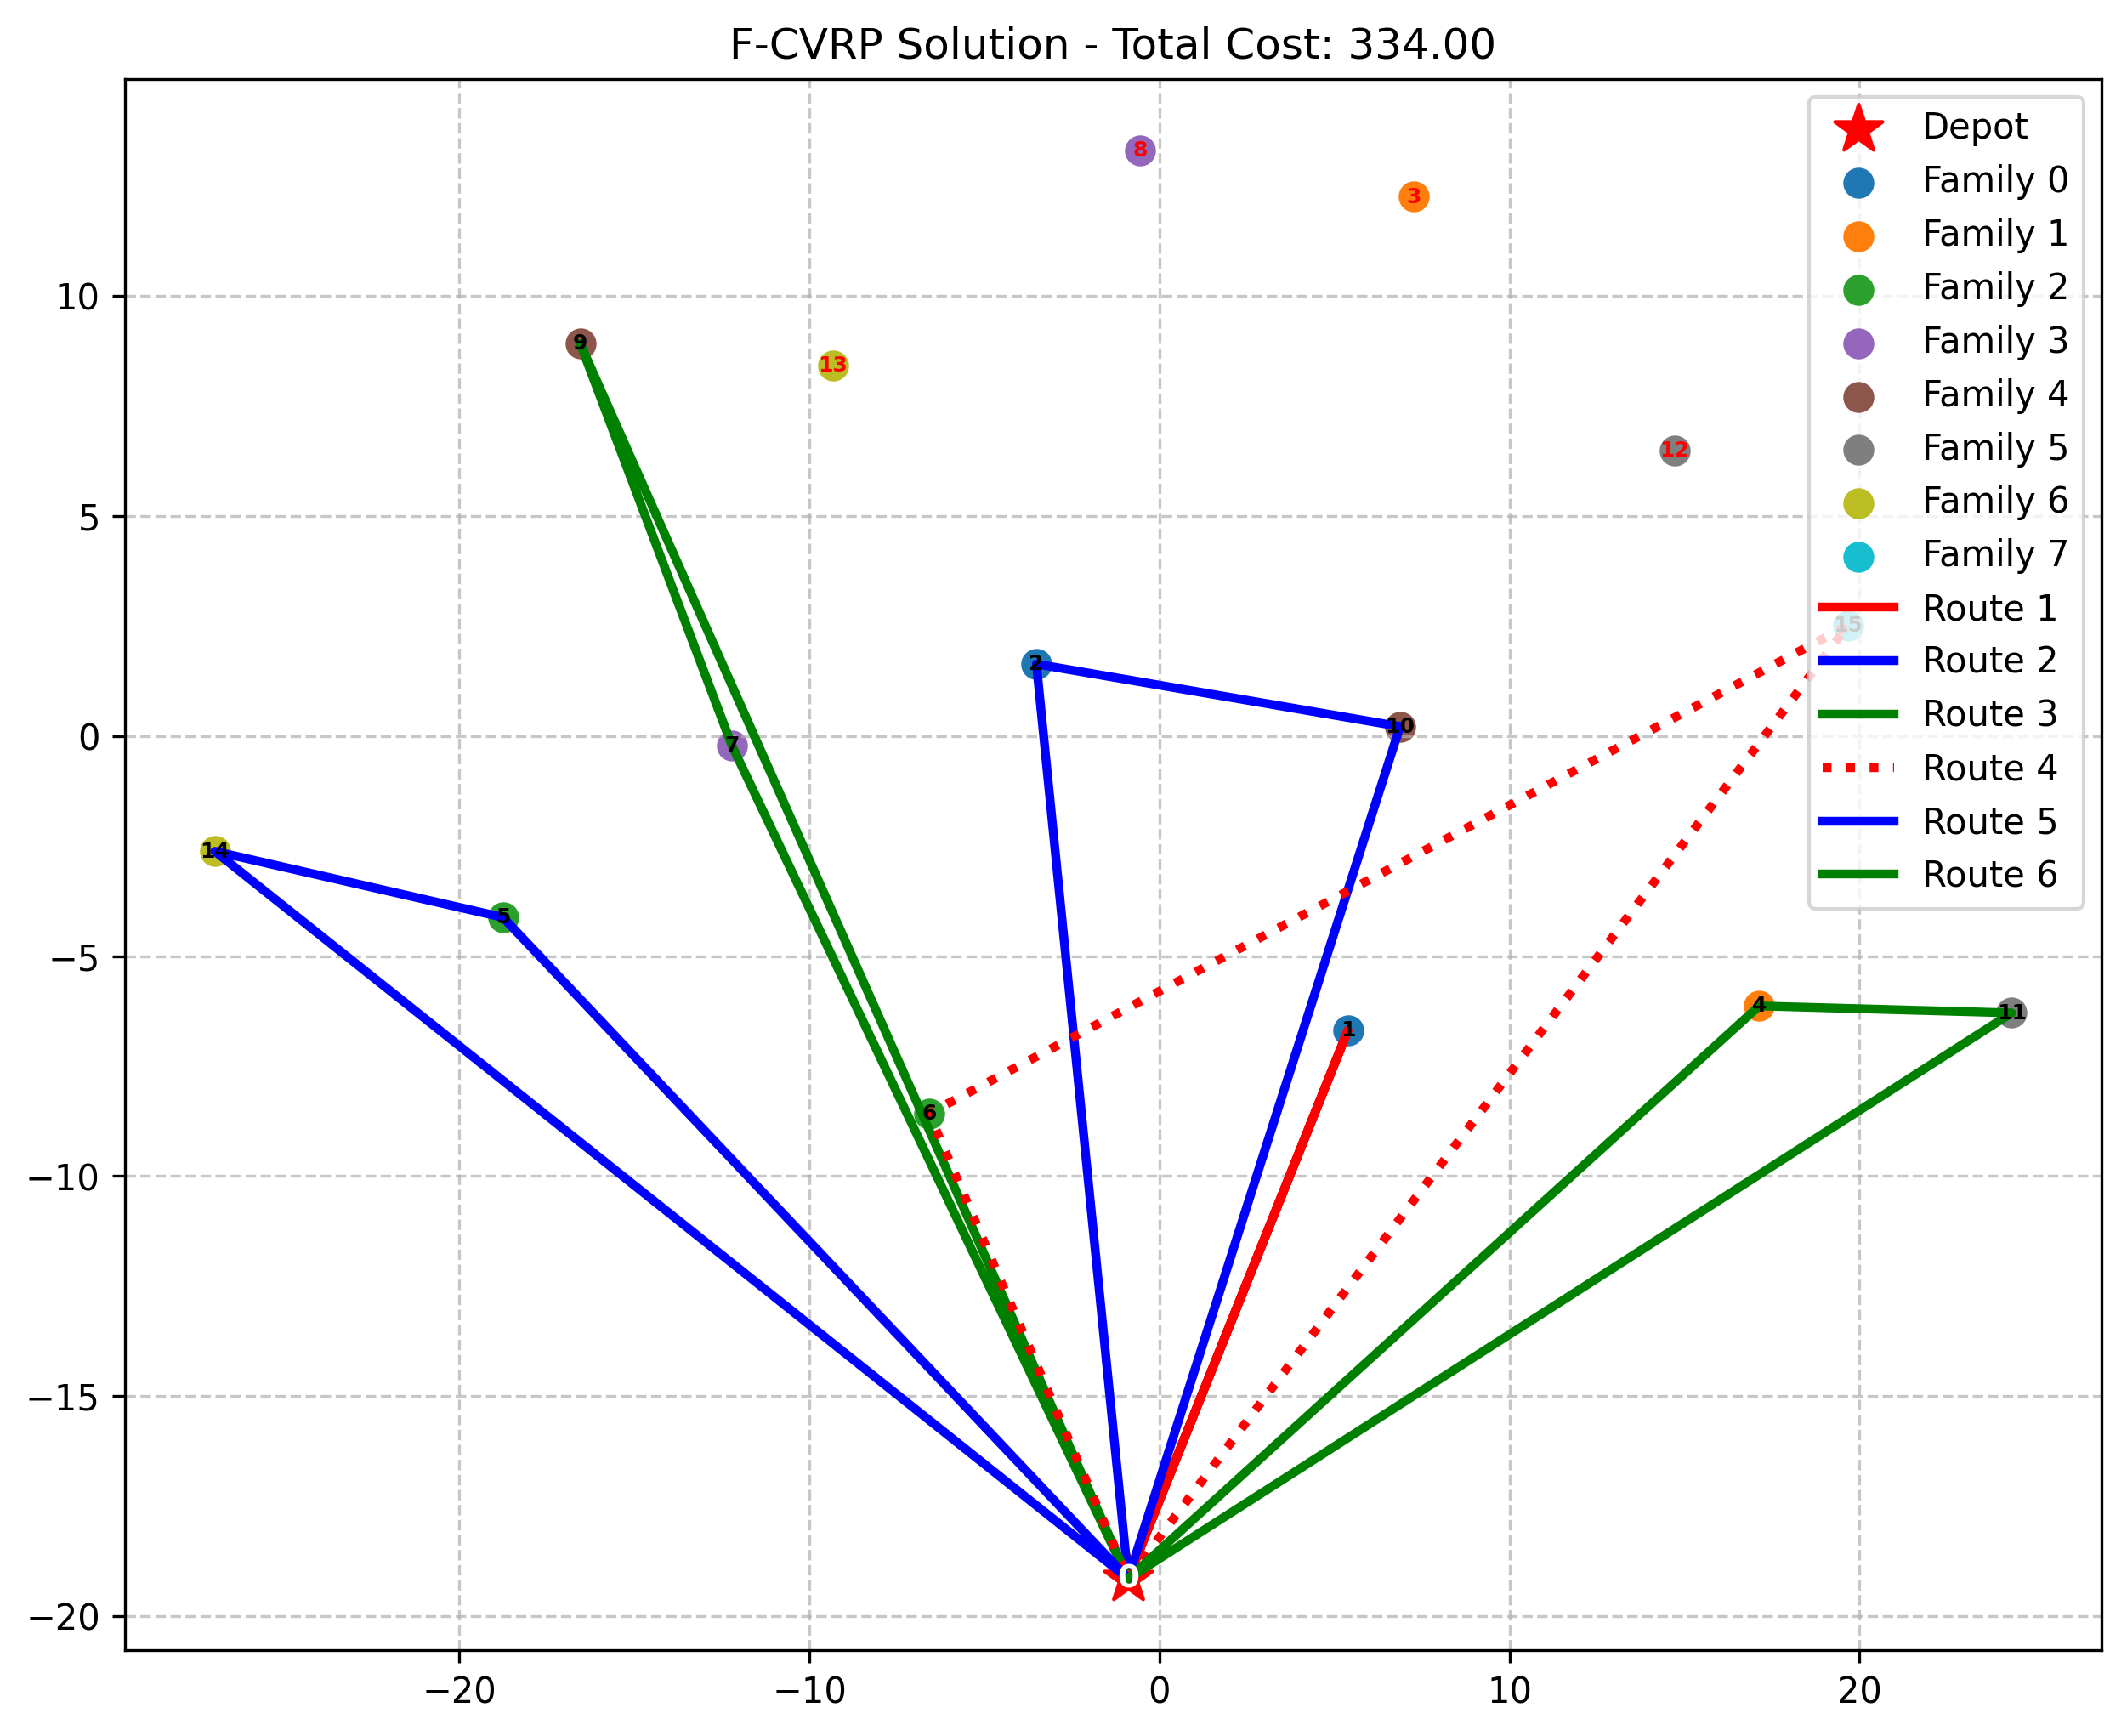 F-CVRP Solution - Total Cost: 334.00
8
3
Depot
Family 0
Family 1
Family 2
Family 3
Family 4
Family 5
Family 6
Family 7
Route 1
Route 2
Route 3
Route 4
Route 5
Route 6
10
9
13
12
5
15
2
10
0
7
14
5
−5
4
11
1
6
−10
−15
0
−20
−20
−10
0
10
20